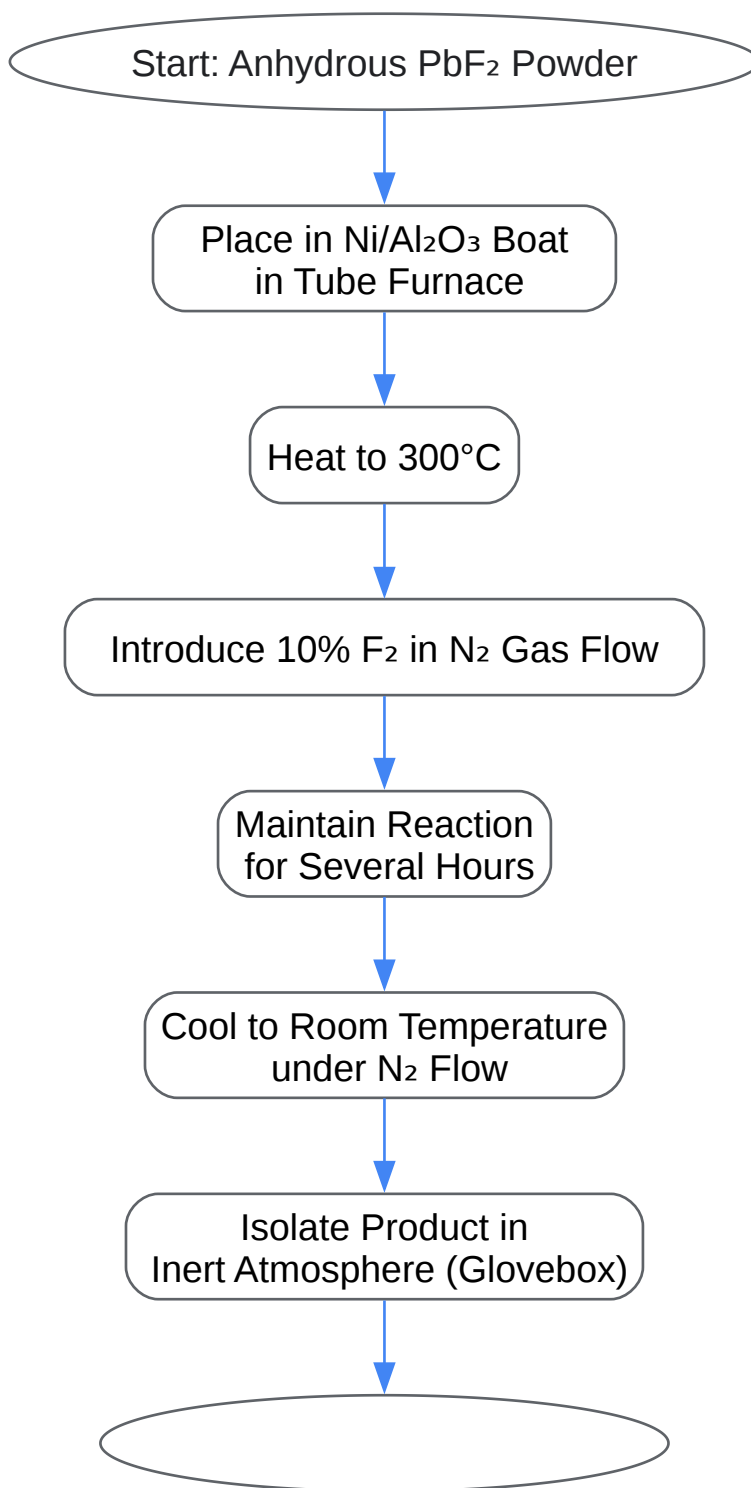 Start: Anhydrous PbF₂ Powder
Place in Ni/Al₂O₃ Boat
in Tube Furnace
Heat to 300°C
Introduce 10% F₂ in N₂ Gas Flow
Maintain Reaction
for Several Hours
Cool to Room Temperature
under N₂ Flow
Isolate Product in
Inert Atmosphere (Glovebox)